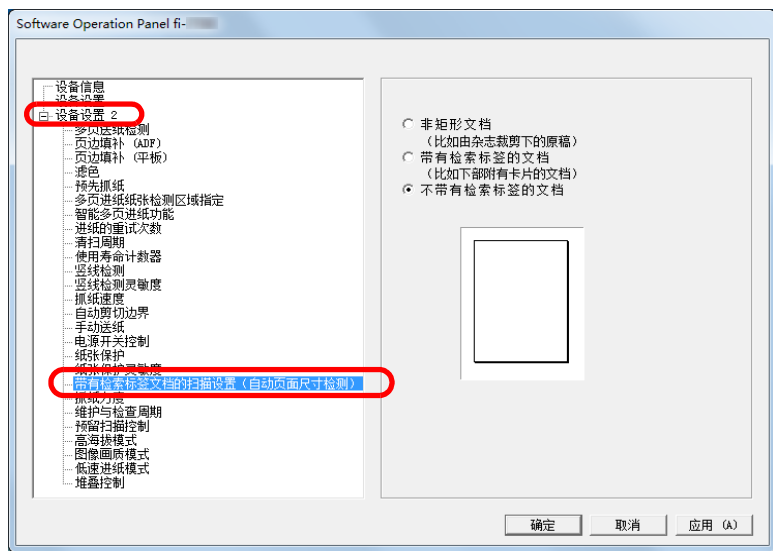 Software Operation Panel fi-
设备信息
设备设置
设备设置 2
多页送纸检测
页边填补 (ADF)
页边填补 (平板)
滤色
预先抓纸
多页进纸纸张检测区域指定
智能多页进纸功能
进纸的重试次数
清扫周期
使用寿命计数器
竖线检测
竖线检测灵敏度
抓纸速度
自动剪切边界
手动送纸
电源开关控制
纸张保护
纸张保护灵敏度
带有检索标签文档的扫描设置(自动页面尺寸检测)
抓纸力度
维护与检查周期
预留扫描控制
高海拔模式
图像画质模式
低速进纸模式
堆叠控制
非矩形文档
(比如由杂志裁剪下的原稿)
带有检索标签的文档
(比如下部附有卡片的文档)
不带有检索标签的文档
确定
取消
应用 (A)